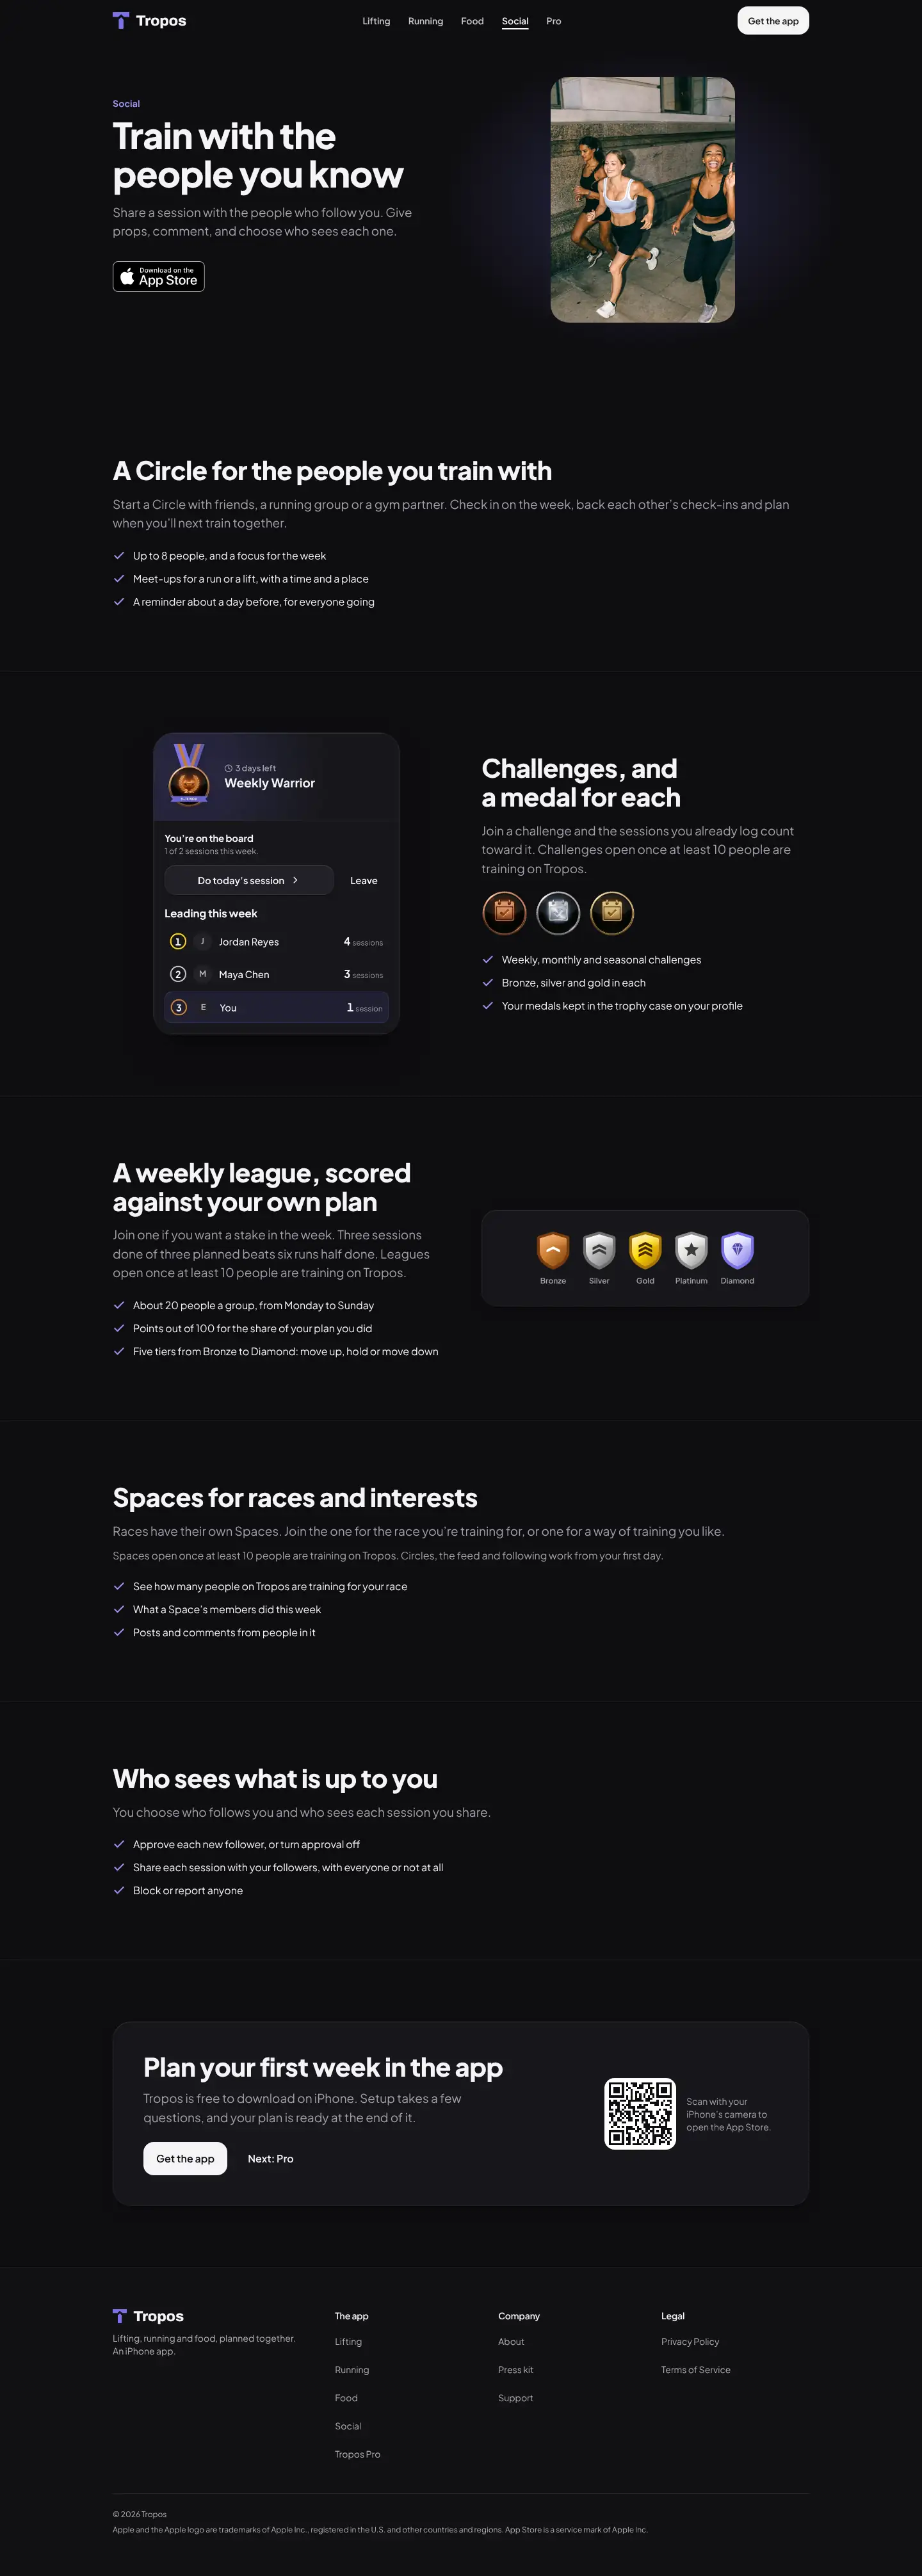 Tropos
Lifting
Running
Food
Social
Pro
Get the app
Social
Train with the
people you know
Share a session with the people who follow you. Give
props, comment, and choose who sees each one.
Download on the
App Store
A Circle for the people you train with
Start a Circle with friends, a running group or a gym partner. Check in on the week, back each other's check-ins and plan
when you'll next train together.
Up to 8 people, and a focus for the week
Meet-ups for a run or a lift, with a time and a place
A reminder about a day before, for everyone going
3 days left
Weekly Warrior
You're on the board
1 of 2 sessions this week.
Do today's session
Leave
Leading this week
1 J Jordan Reyes 4 sessions
2 M Maya Chen 3 sessions
3 E You 1 session
Challenges, and
a medal for each
Join a challenge and the sessions you already log count
toward it. Challenges open once at least 10 people are
training on Tropos.
Weekly, monthly and seasonal challenges
Bronze, silver and gold in each
Your medals kept in the trophy case on your profile
A weekly league, scored
against your own plan
Join one if you want a stake in the week. Three sessions
done of three planned beats six runs half done. Leagues
open once at least 10 people are training on Tropos.
About 20 people a group, from Monday to Sunday
Points out of 100 for the share of your plan you did
Five tiers from Bronze to Diamond: move up, hold or move down
Bronze
Silver
Gold
Platinum
Diamond
Spaces for races and interests
Races have their own Spaces. Join the one for the race you're training for, or one for a way of training you like.
Spaces open once at least 10 people are training on Tropos. Circles, the feed and following work from your first day.
See how many people on Tropos are training for your race
What a Space's members did this week
Posts and comments from people in it
Who sees what is up to you
You choose who follows you and who sees each session you share.
Approve each new follower, or turn approval off
Share each session with your followers, with everyone or not at all
Block or report anyone
Plan your first week in the app
Tropos is free to download on iPhone. Setup takes a few
questions, and your plan is ready at the end of it.
Get the app
Next: Pro
Scan with your
iPhone's camera to
open the App Store.
Tropos
Lifting, running and food, planned together.
An iPhone app.
The app
Lifting
Running
Food
Social
Tropos Pro
Company
About
Press kit
Support
Legal
Privacy Policy
Terms of Service
© 2026 Tropos
Apple and the Apple logo are trademarks of Apple Inc., registered in the U.S. and other countries and regions. App Store is a service mark of Apple Inc.